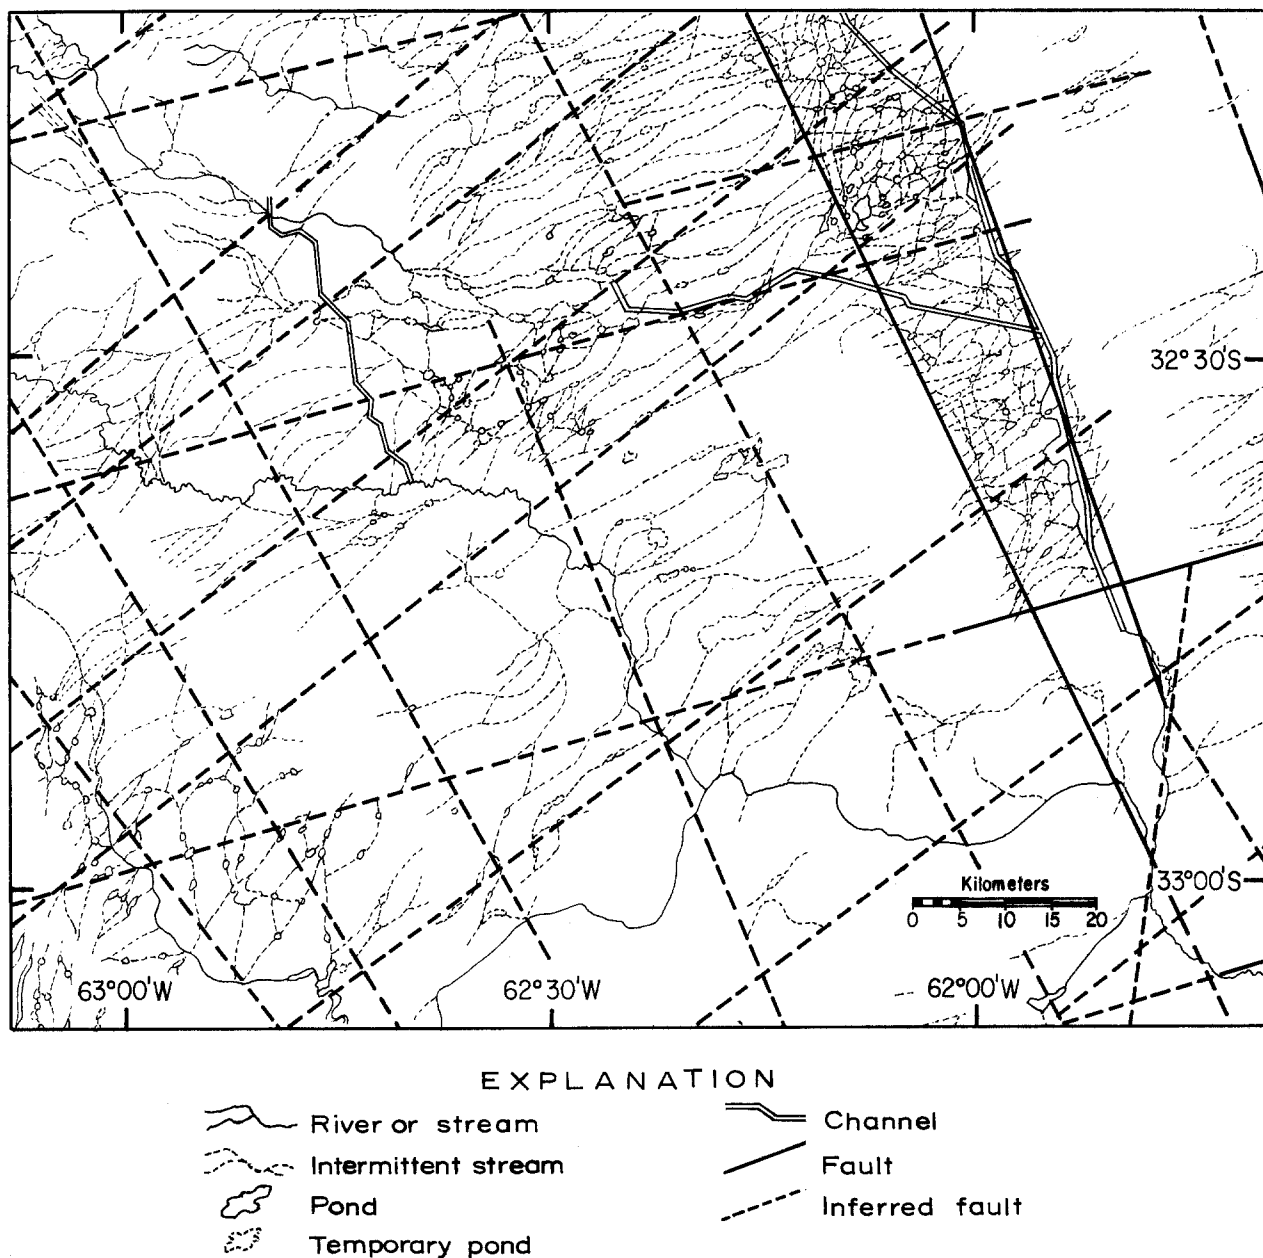 32°30'S
Kilometers
33°00'S
0 5 10 15 20
63°00'W
62°30'W
62°00'W
EXPLANATION
River or stream
Channel
Intermittent stream
Fault
Pond
Inferred fault
Temporary pond